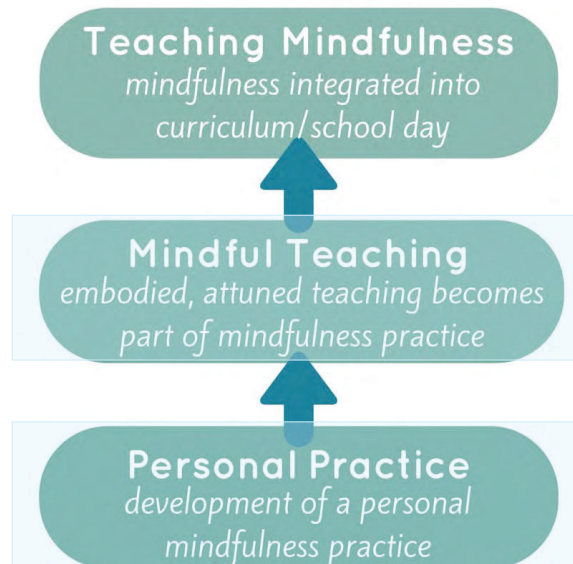 Teaching Mindfulness
mindfulness integrated into
curriculum/school day
Mindful Teaching
embodied, attuned teaching becomes
part of mindfulness practice
Personal Practice
development of a personal
mindfulness practice